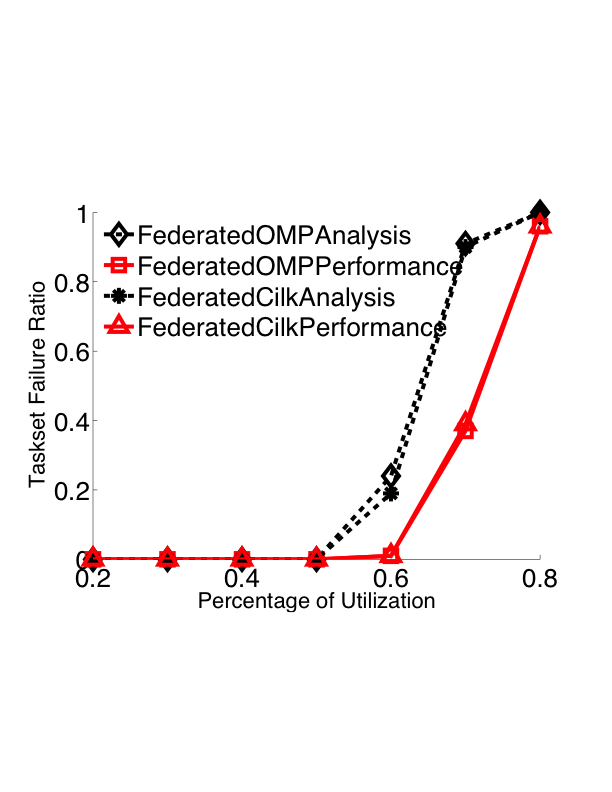 1
FederatedOMPAnalysis
FederatedOMPPerformance
0.8
FederatedCilkAnalysis
FederatedCilkPerformance
0.6
0.4
0.2
0
Taskset Failure Ratio
0.2 0.4 0.6 0.8
Percentage of Utilization